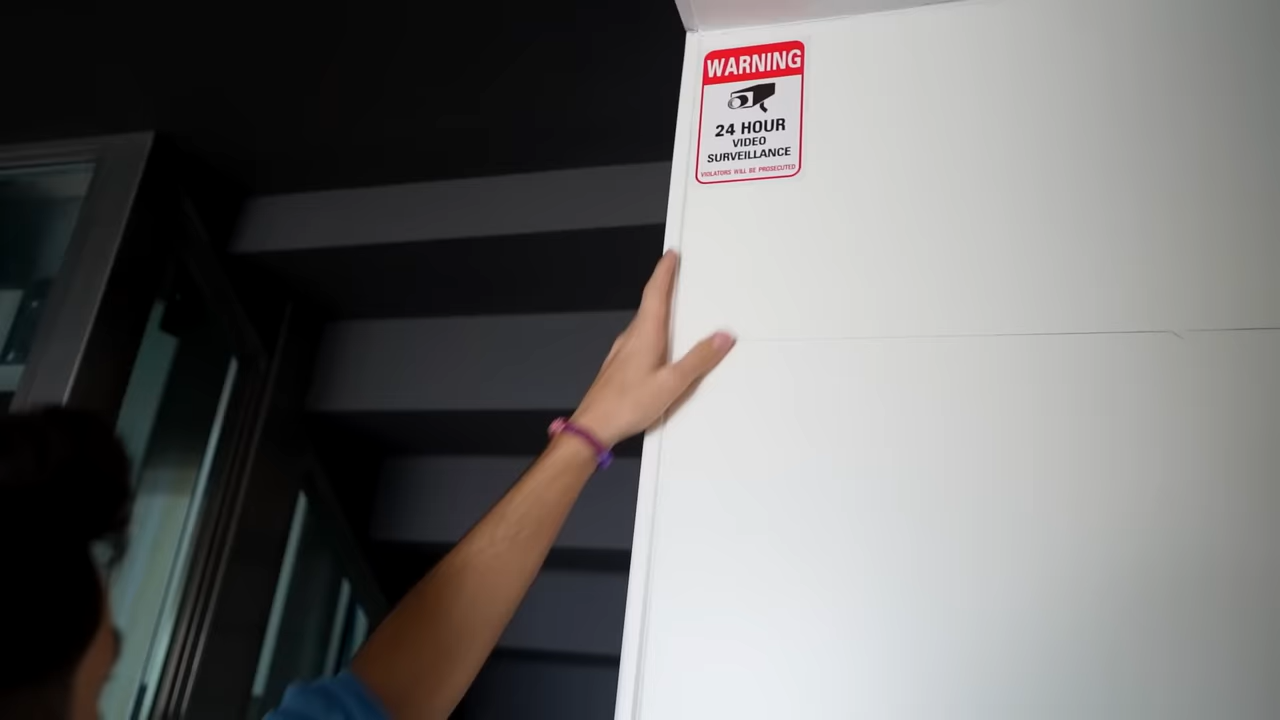 WARNING
24 HOUR
VIDEO
SURVEILLANCE
VIOLATORS WILL BE PROSECUTED